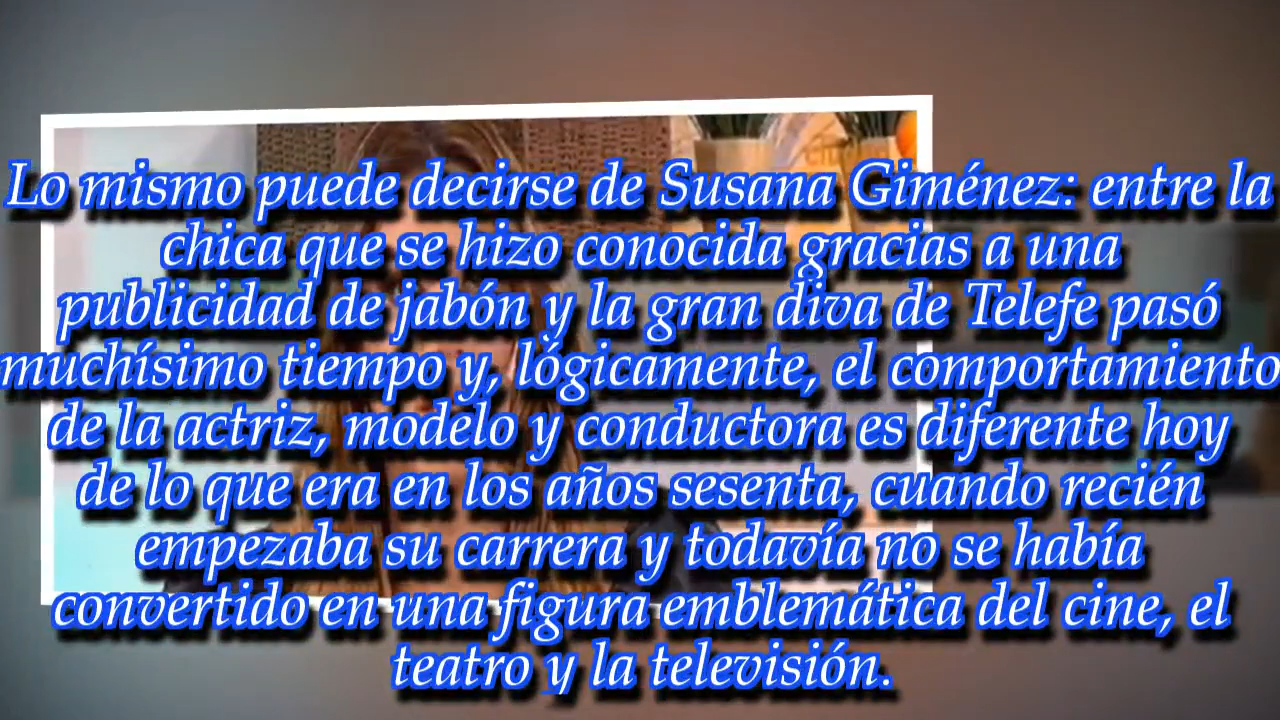 Lo mismo puede decirse de Susana Giménez: entre la
chica que se hizo conocida gracias a una
publicidad de jabón y la gran diva de Telefe pasó
muchísimo tiempo y, lógicamente, el comportamiento
de la actriz, modelo y conductora es diferente hoy
de lo que era en los años sesenta, cuando recién
empezaba su carrera y todavía no se había
convertido en una figura emblemática del cine, el
teatro y la televisión.